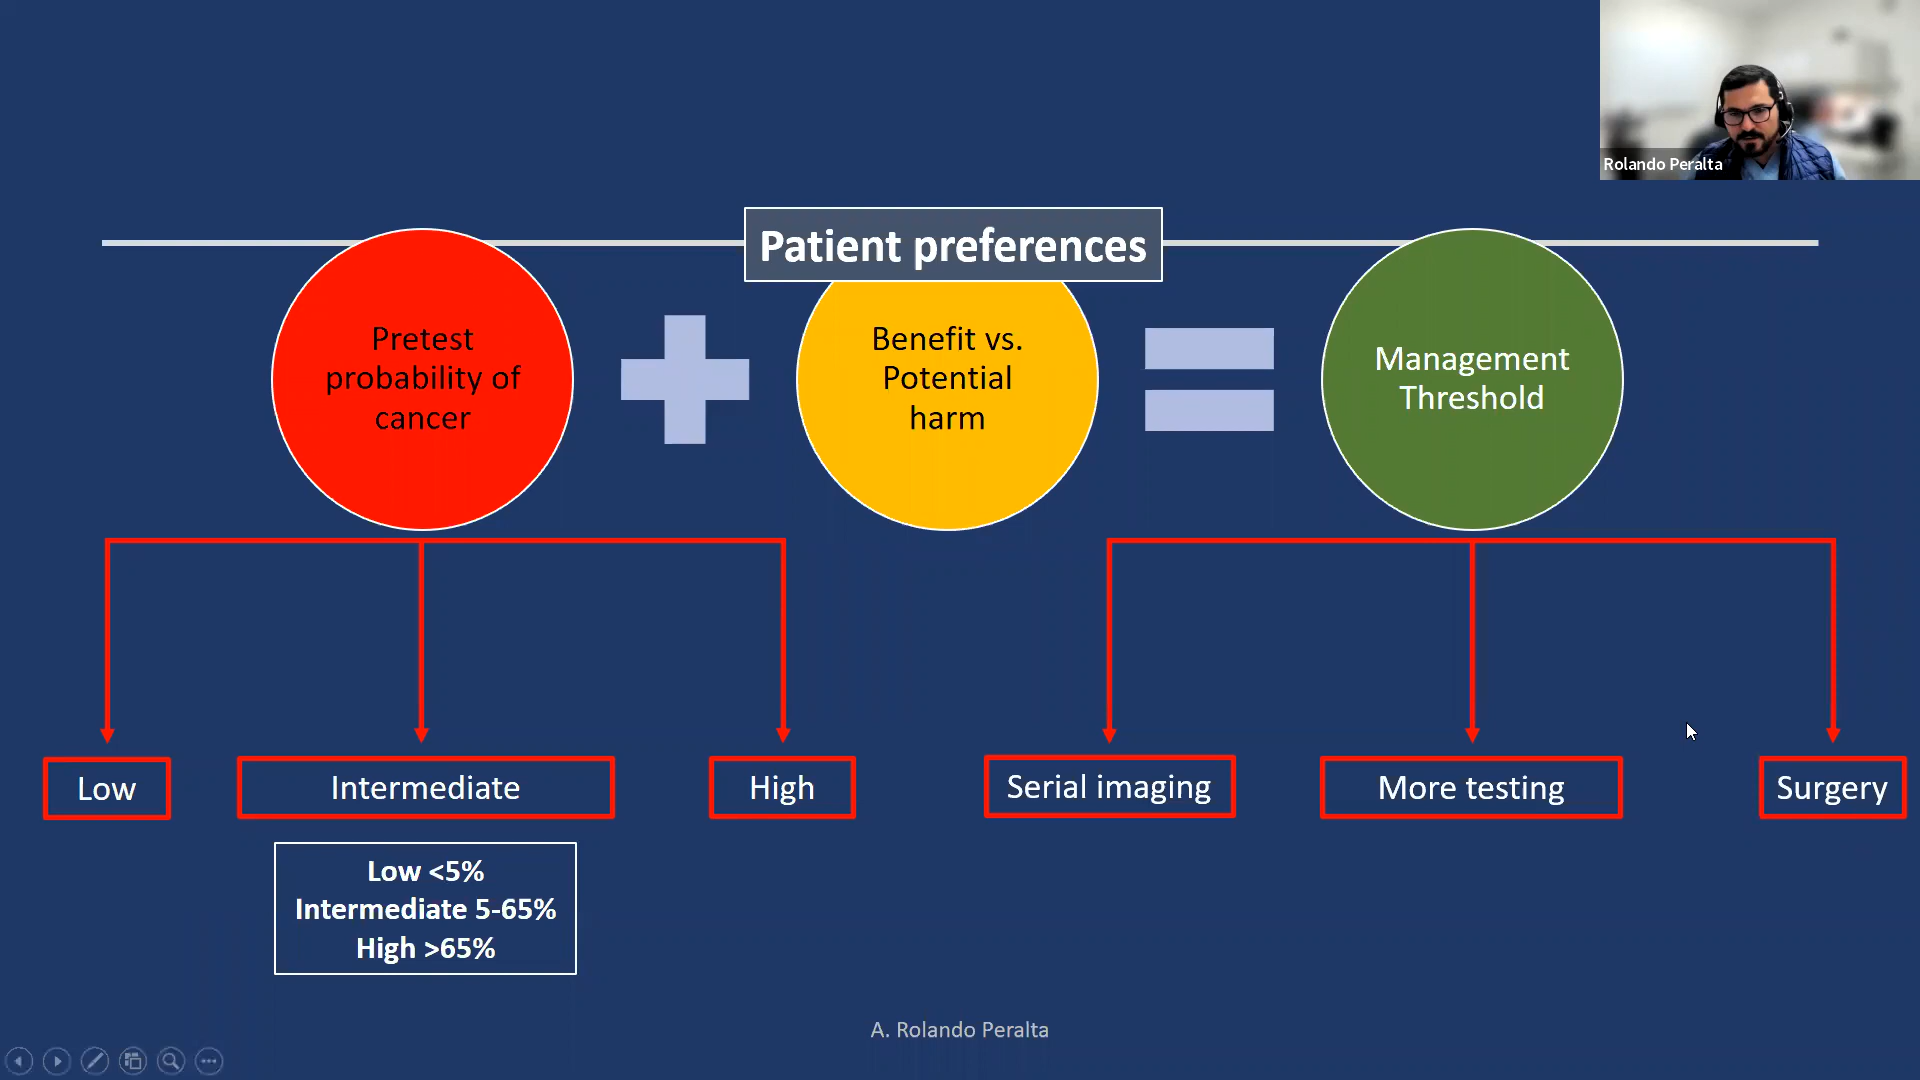 Rolando Peralta
Patient preferences
Pretest
probability of
cancer
Benefit vs.
Potential
harm
Management
Threshold
Low
Intermediate
High
Serial imaging
More testing
Surgery
Low <5%
Intermediate 5-65%
High >65%
A. Rolando Peralta